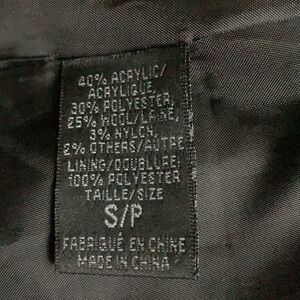 40% ACRYLIC/
ACRYLIQUE,
30% POLYESTER,
25% WOOL/LAINE,
3% NYLON,
2% OTHERS/AUTRE
LINING/DOUBLURE:
100% POLYESTER
TAILLE/SIZE
S/P
FABRIQUÉ EN CHINE
MADE IN CHINA